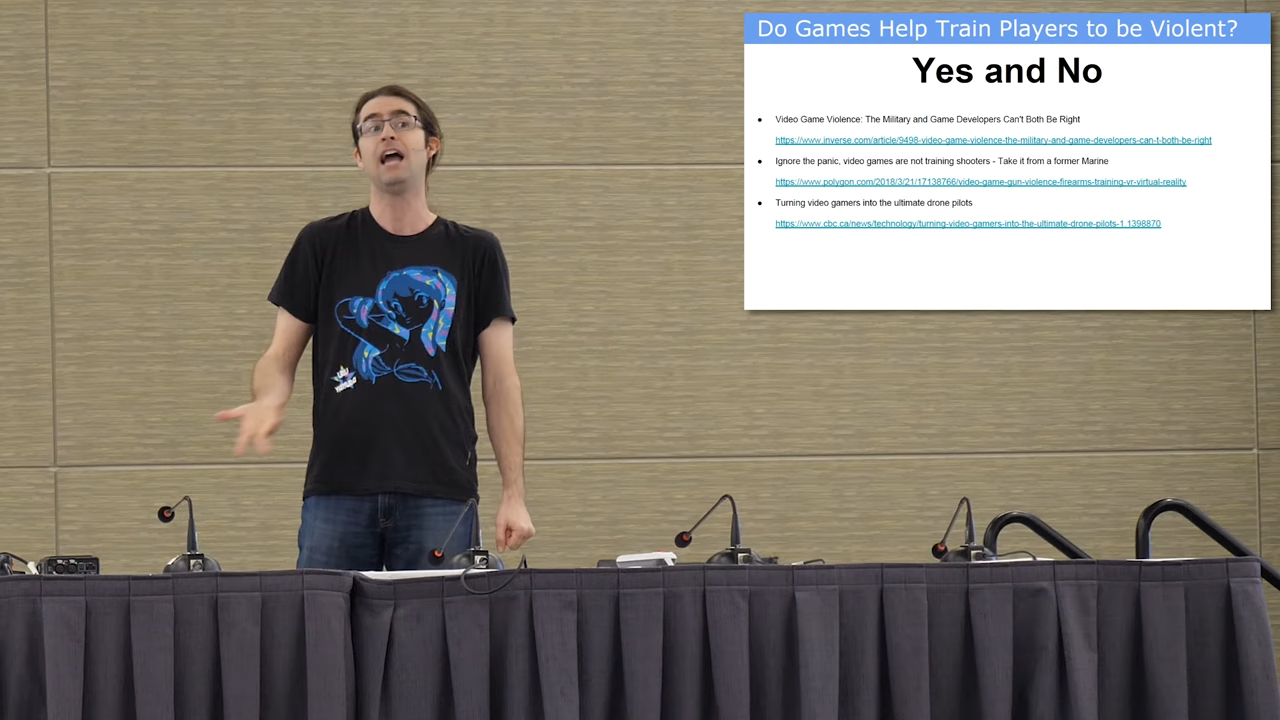 Do Games Help Train Players to be Violent?
Yes and No
● Video Game Violence: The Military and Game Developers Can't Both Be Right
https://www.inverse.com/article/9498-video-game-violence-the-military-and-game-developers-can-t-both-be-right
● Ignore the panic, video games are not training shooters - Take it from a former Marine
https://www.polygon.com/2018/3/21/17138766/video-game-gun-violence-firearms-training-vr-virtual-reality
● Turning video gamers into the ultimate drone pilots
https://www.cbc.ca/news/technology/turning-video-gamers-into-the-ultimate-drone-pilots-1.1398870